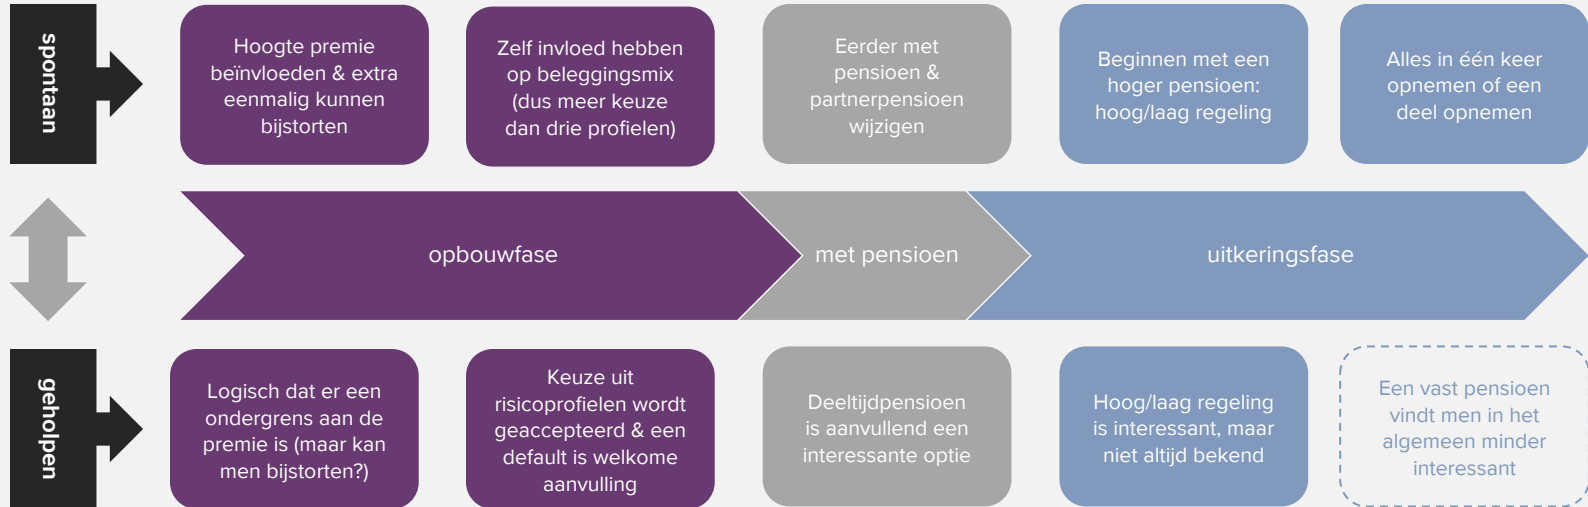 spontaan
Hoogte premie
beïnvloeden & extra
eenmalig kunnen
bijstorten
Zelf invloed hebben
op beleggingsmix
(dus meer keuze
dan drie profielen)
Eerder met
pensioen &
partnerpensioen
wijzigen
Beginnen met een
hoger pensioen:
hoog/laag regeling
Alles in één keer
opnemen of een
deel opnemen
opbouwfase
met pensioen
uitkeringsfase
geholpen
Logisch dat er een
ondergrens aan de
premie is (maar kan
men bijstorten?)
Keuze uit
risicoprofielen wordt
geaccepteerd & een
default is welkome
aanvulling
Deeltijdpensioen
is aanvullend een
interessante optie
Hoog/laag regeling
is interessant, maar
niet altijd bekend
Een vast pensioen
vindt men in het
algemeen minder
interessant